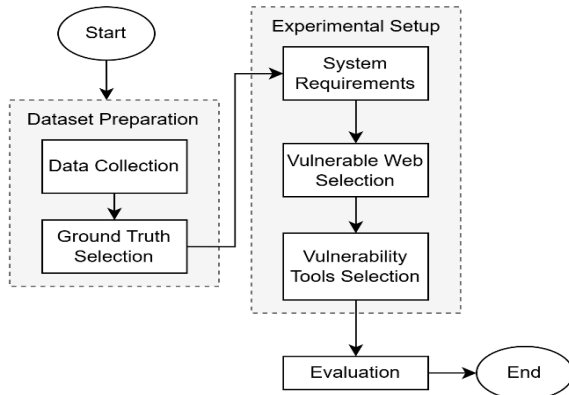 Start
Dataset Preparation
Data Collection
Ground Truth
Selection
Experimental Setup
System
Requirements
Vulnerable Web
Selection
Vulnerability
Tools Selection
Evaluation
End